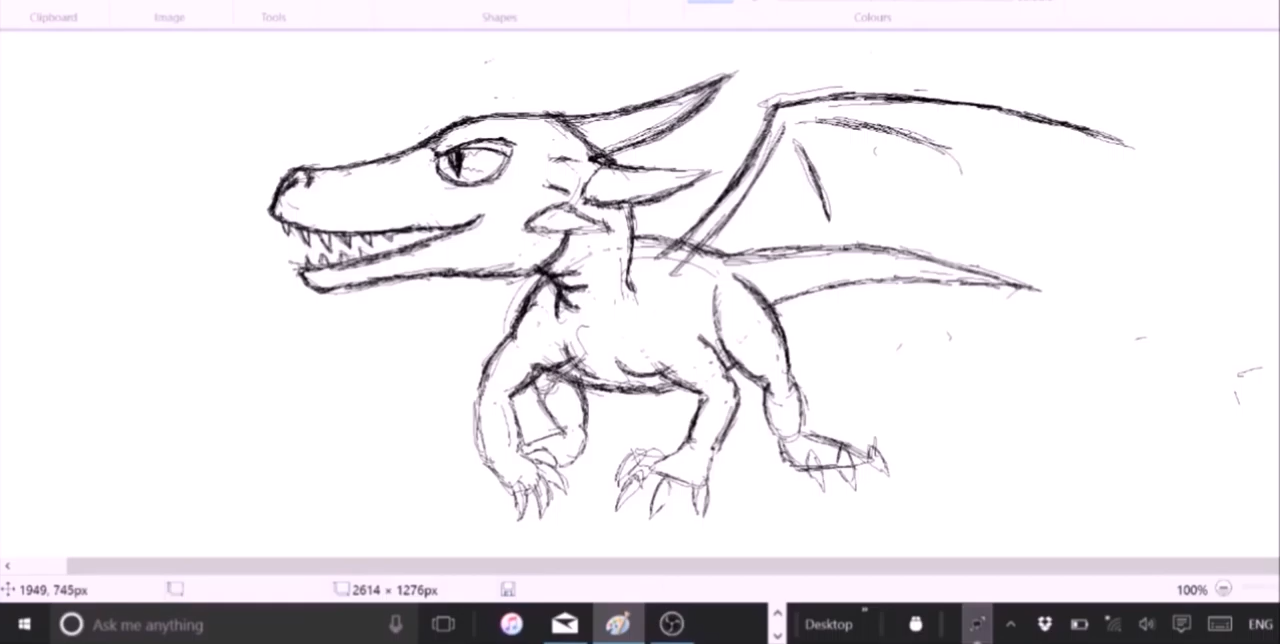 Clipboard Image Tools Shapes Colours
1949, 745px 2614 × 1276px 100%
Ask me anything Desktop ENG